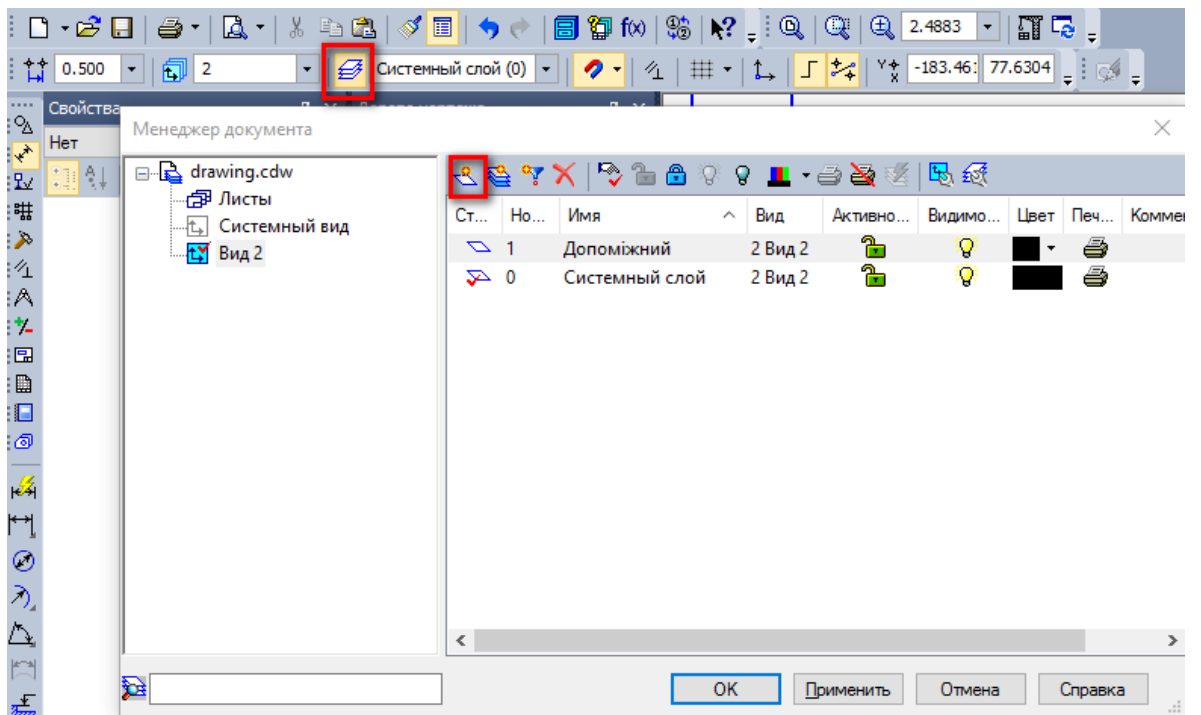 2.4883
0.500 2 Системный слой (0) -183.46 77.6304
Свойства
Нет
Менеджер документа
drawing.cdw
Листы
Системный вид
Вид 2
Ст... Но... Имя Вид Активно... Видимо... Цвет Печ... Коммен
1 Допоміжний 2 Вид 2
0 Системный слой 2 Вид 2
OK Применить Отмена Справка